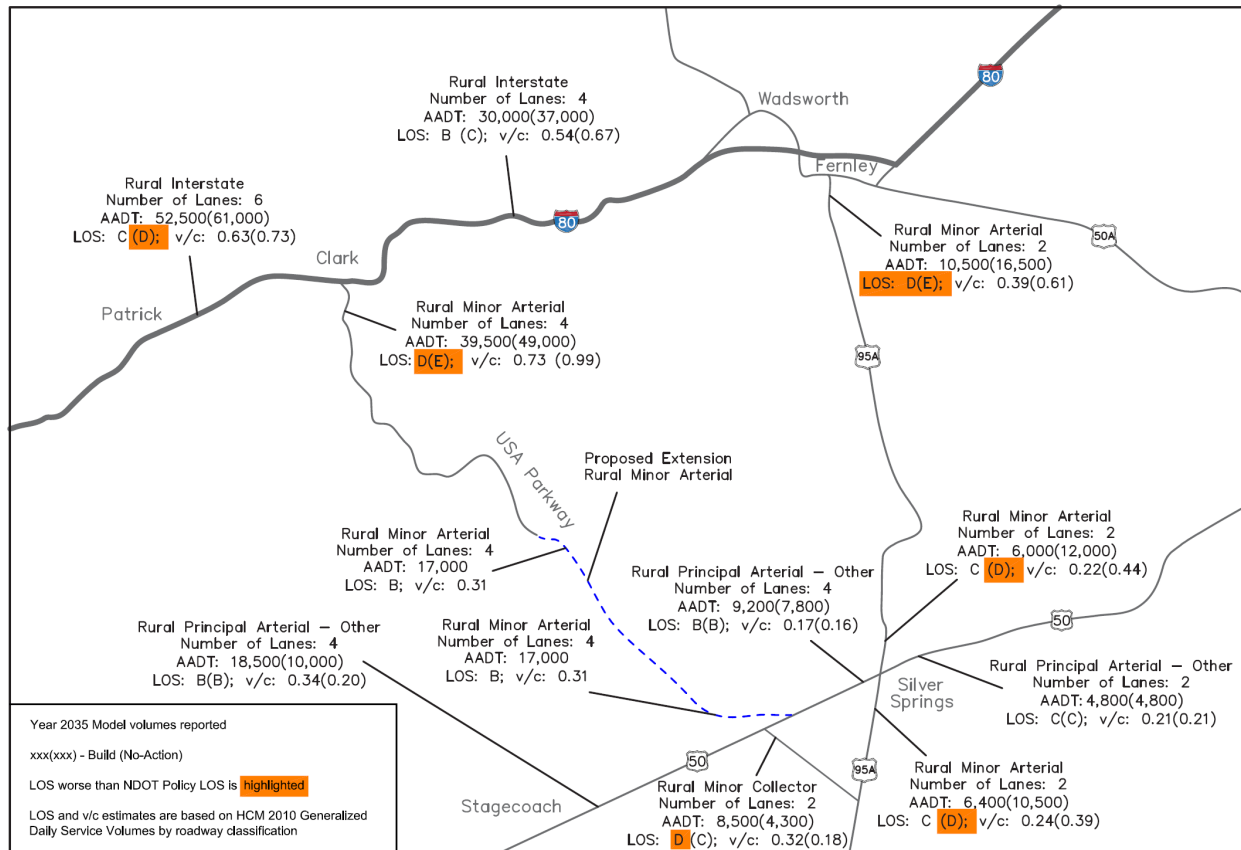 80
Wadsworth
Rural Interstate
Number of Lanes: 4
AADT: 30,000(37,000)
LOS: B (C); v/c: 0.54(0.67)
Fernley
Rural Interstate
Number of Lanes: 6
AADT: 52,500(61,000)
LOS: C (D); v/c: 0.63(0.73)
80
50A
Rural Minor Arterial
Number of Lanes: 2
AADT: 10,500(16,500)
LOS: D(E); v/c: 0.39(0.61)
Clark
Patrick
Rural Minor Arterial
Number of Lanes: 4
AADT: 39,500(49,000)
LOS: D(E); v/c: 0.73 (0.99)
95A
USA Parkway
Proposed Extension
Rural Minor Arterial
Rural Minor Arterial
Number of Lanes: 4
AADT: 17,000
LOS: B; v/c: 0.31
Rural Minor Arterial
Number of Lanes: 2
AADT: 6,000(12,000)
LOS: C (D); v/c: 0.22(0.44)
Rural Principal Arterial – Other
Number of Lanes: 4
AADT: 9,200(7,800)
LOS: B(B); v/c: 0.17(0.16)
50
Rural Principal Arterial – Other
Number of Lanes: 4
AADT: 18,500(10,000)
LOS: B(B); v/c: 0.34(0.20)
Rural Minor Arterial
Number of Lanes: 4
AADT: 17,000
LOS: B; v/c: 0.31
Silver
Springs
Rural Principal Arterial – Other
Number of Lanes: 2
AADT: 4,800(4,800)
LOS: C(C); v/c: 0.21(0.21)
50
95A
Stagecoach
Rural Minor Collector
Number of Lanes: 2
AADT: 8,500(4,300)
LOS: D (C); v/c: 0.32(0.18)
Rural Minor Arterial
Number of Lanes: 2
AADT: 6,400(10,500)
LOS: C (D); v/c: 0.24(0.39)
Year 2035 Model volumes reported
xxx(xxx) - Build (No-Action)
LOS worse than NDOT Policy LOS is highlighted
LOS and v/c estimates are based on HCM 2010 Generalized
Daily Service Volumes by roadway classification